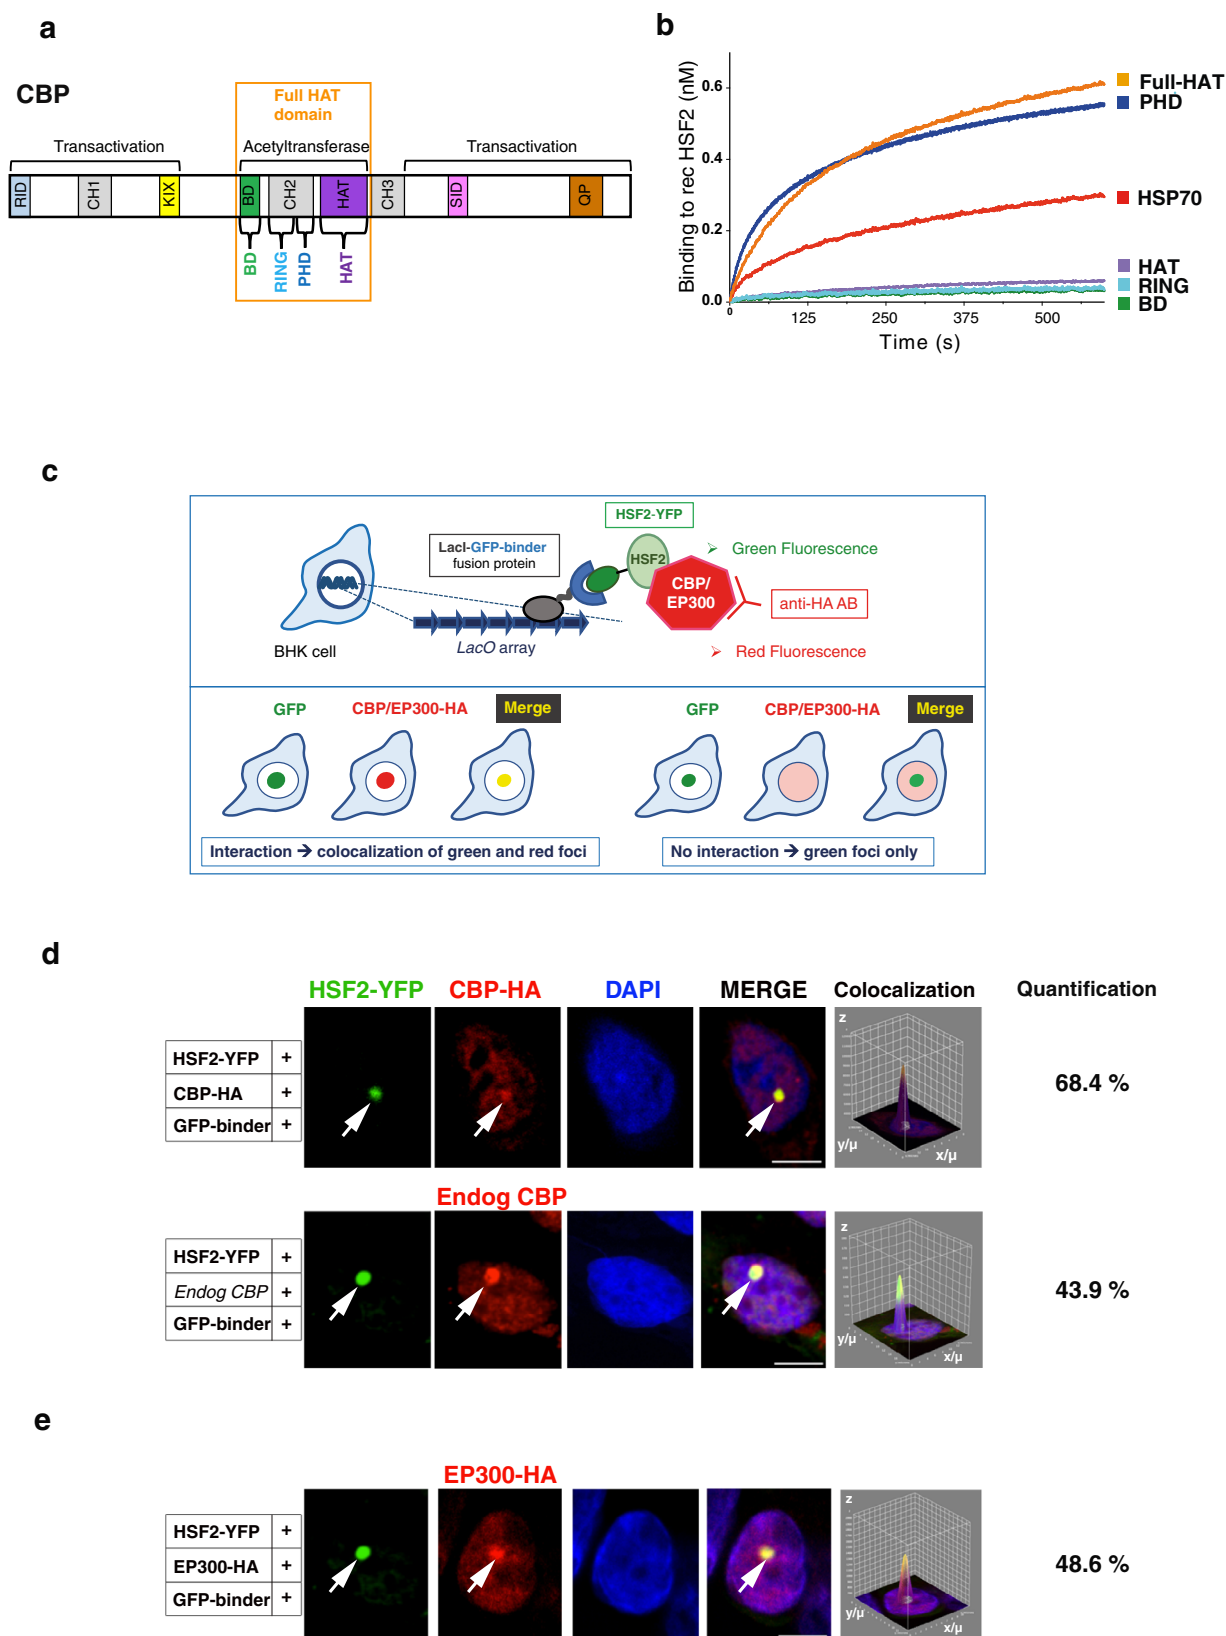 a
CBP
Full HAT
domain
Transactivation
Acetyltransferase
Transactivation
RID
CH1
KIX
BD
CH2
HAT
CH3
SID
QP
BD
RING
PHD
HAT
b
Binding to rec HSF2 (nM)
0.6
0.4
0.2
0.0
0
125
250
375
500
Time (s)
Full-HAT
PHD
HSP70
HAT
RING
BD
c
HSF2-YFP
LacI-GFP-binder
fusion protein
HSF2
Green Fluorescence
CBP/
EP300
anti-HA AB
BHK cell
LacO array
Red Fluorescence
GFP
CBP/EP300-HA
Merge
GFP
CBP/EP300-HA
Merge
Interaction ➔ colocalization of green and red foci
No interaction ➔ green foci only
d
HSF2-YFP
CBP-HA
DAPI
MERGE
Colocalization
Quantification
HSF2-YFP +
CBP-HA +
GFP-binder +
z
y/µ
x/µ
68.4 %
Endog CBP
HSF2-YFP +
Endog CBP +
GFP-binder +
z
y/µ
x/µ
43.9 %
e
EP300-HA
HSF2-YFP +
EP300-HA +
GFP-binder +
z
y/µ
x/µ
48.6 %